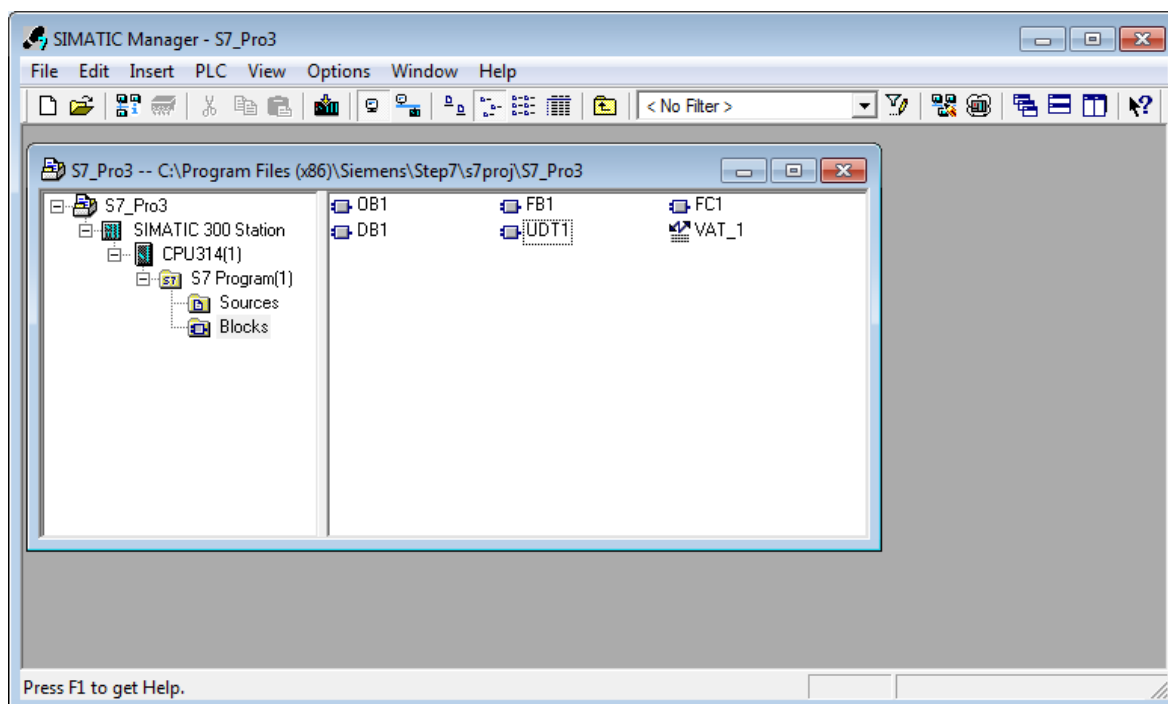 SIMATIC Manager - S7_Pro3
File Edit Insert PLC View Options Window Help
< No Filter >
S7_Pro3 -- C:\Program Files (x86)\Siemens\Step7\s7proj\S7_Pro3
S7_Pro3
SIMATIC 300 Station
CPU314(1)
S7 Program(1)
Sources
Blocks
OB1 FB1 FC1
DB1 UDT1 VAT_1
Press F1 to get Help.